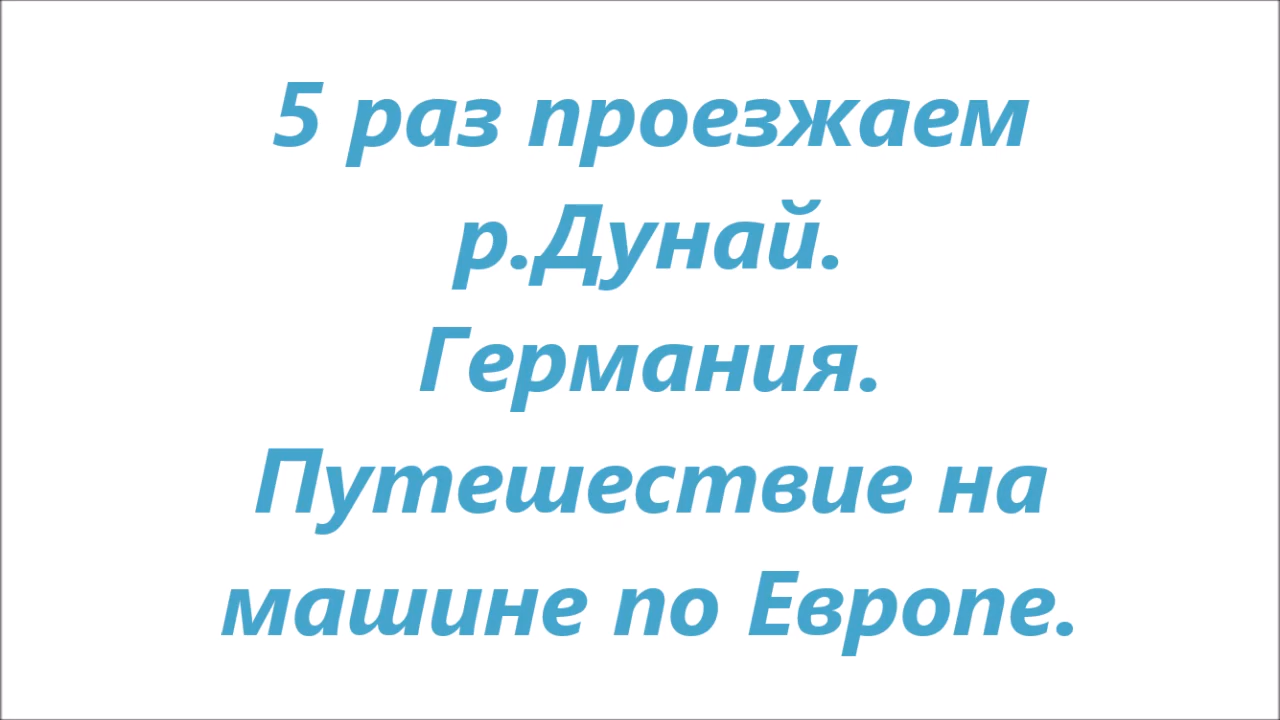 5 раз проезжаем
р.Дунай.
Германия.
Путешествие на
машине по Европе.